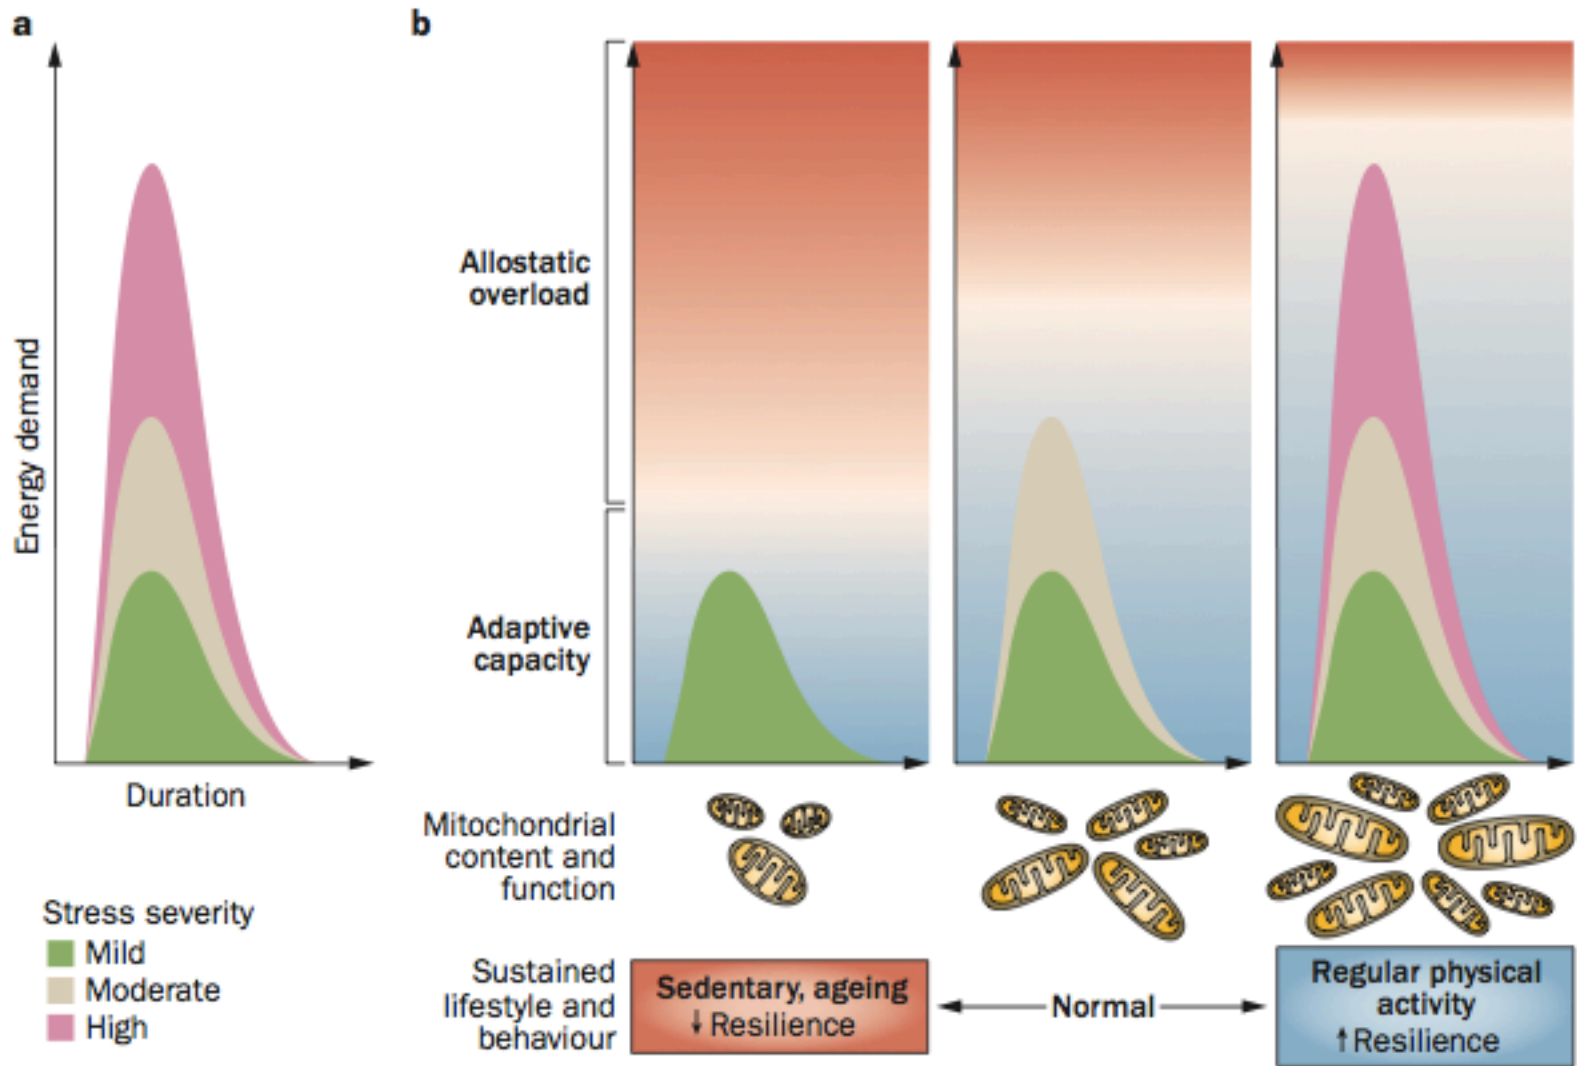 a
b
Energy demand
Duration
Stress severity
Mild
Moderate
High
Allostatic
overload
Adaptive
capacity
Mitochondrial
content and
function
Sustained
lifestyle and
behaviour
Sedentary, ageing
↓ Resilience
Normal
Regular physical
activity
↑ Resilience